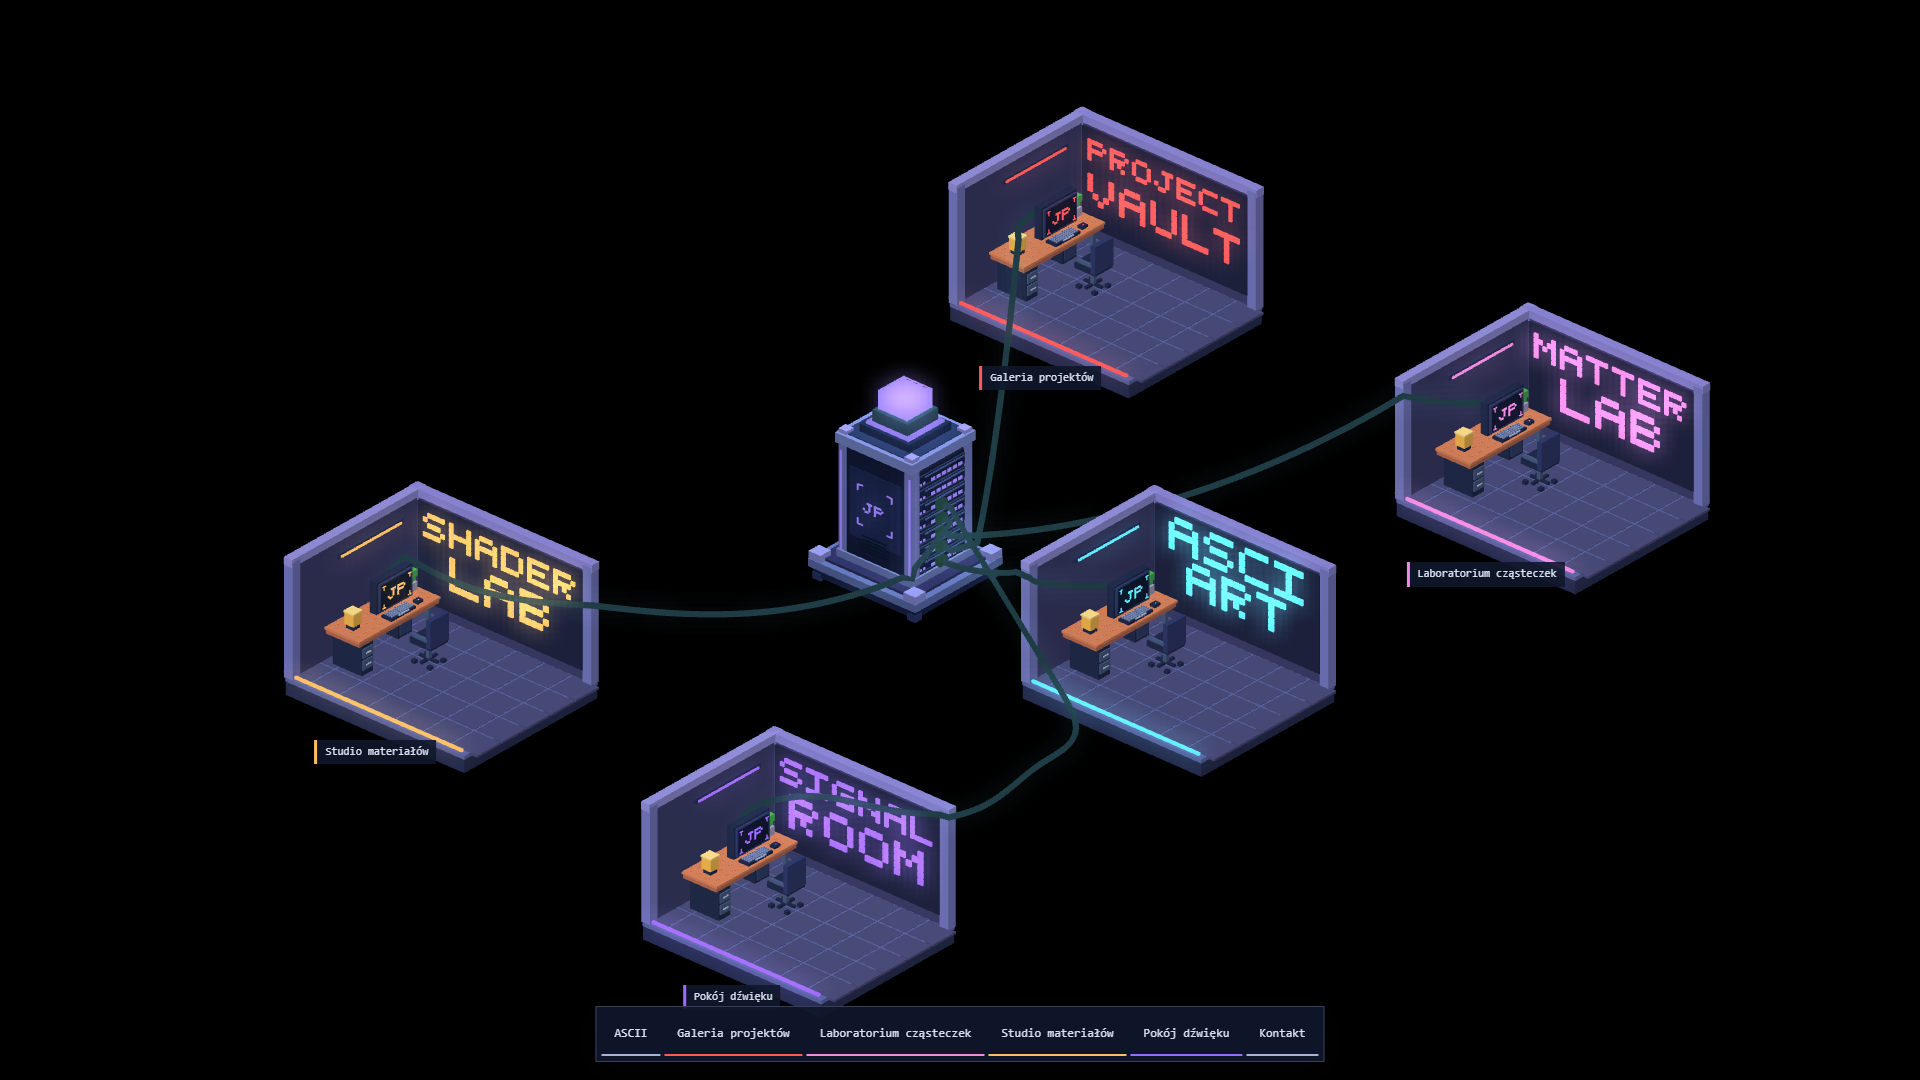 PROJECT
VAULT
JP
Galeria projektów
MATTER
LAB
JP
Laboratorium cząsteczek
JP
SHADER
LAB
JP
Studio materiałów
ASCI
ART
JP
SIGNAL
ROOM
JP
Pokój dźwięku
ASCII Galeria projektów Laboratorium cząsteczek Studio materiałów Pokój dźwięku Kontakt